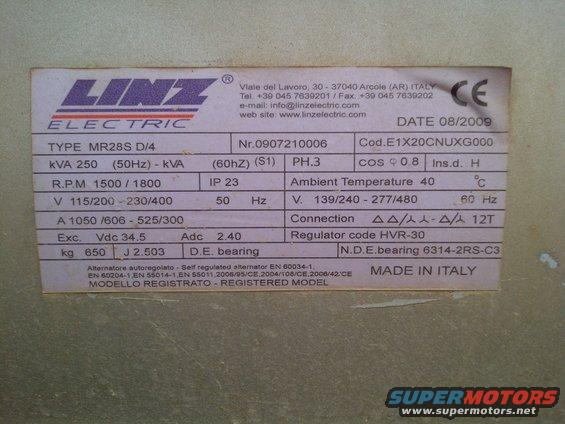 LINZ ®
ELECTRIC
Viale del Lavoro, 30 - 37040 Arcole (AR) ITALY
Tel. +39 045 7639201 / Fax. +39 045 7639202
e-mail: info@linzelectric.com
web site: www.linzelectric.com
CE
DATE 08/2009
TYPE MR28S D/4 Nr.0907210006 Cod.E1X20CNUXG000
kVA 250 (50Hz) - kVA (60hZ) (S1) PH.3 COS φ 0.8 Ins.d. H
R.P.M 1500 / 1800 IP 23 Ambient Temperature 40 °C
V 115/200 - 230/400 50 Hz V. 139/240 - 277/480 60 Hz
A 1050 / 606 - 525/300 Connection △△/⅄⅄ - △/⅄ 12T
Exc. Vdc 34.5 Adc 2.40 Regulator code HVR-30
kg 650 J 2.503 D.E. bearing N.D.E. bearing 6314-2RS-C3
Alternatore autoregolato - Self regulated alternator EN 60034-1,
EN 60204-1, EN 55014-1, EN 55011, 2006/95/CE, 2004/108/CE, 2006/42/CE
MODELLO REGISTRATO - REGISTERED MODEL
MADE IN ITALY
SUPERMOTORS
www.supermotors.net